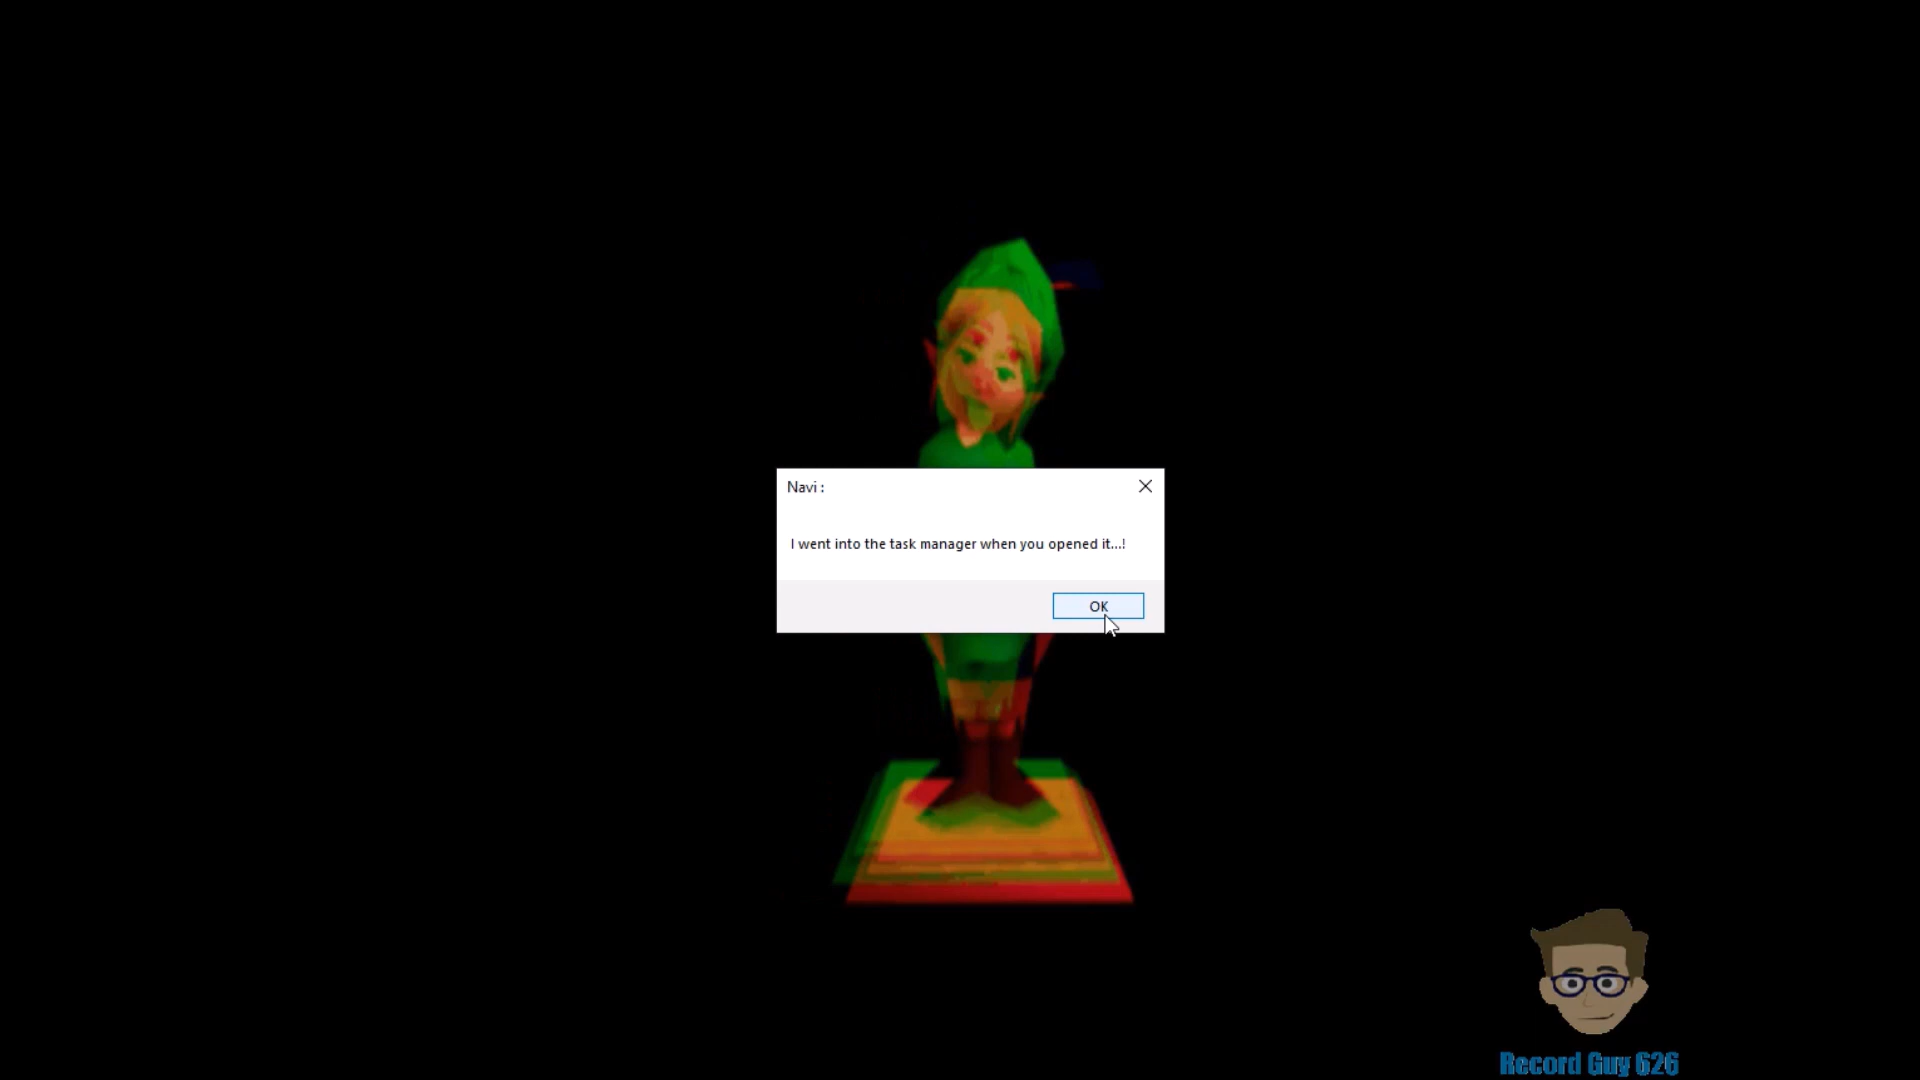 Navi :
I went into the task manager when you opened it...!
OK
Record Guy 626